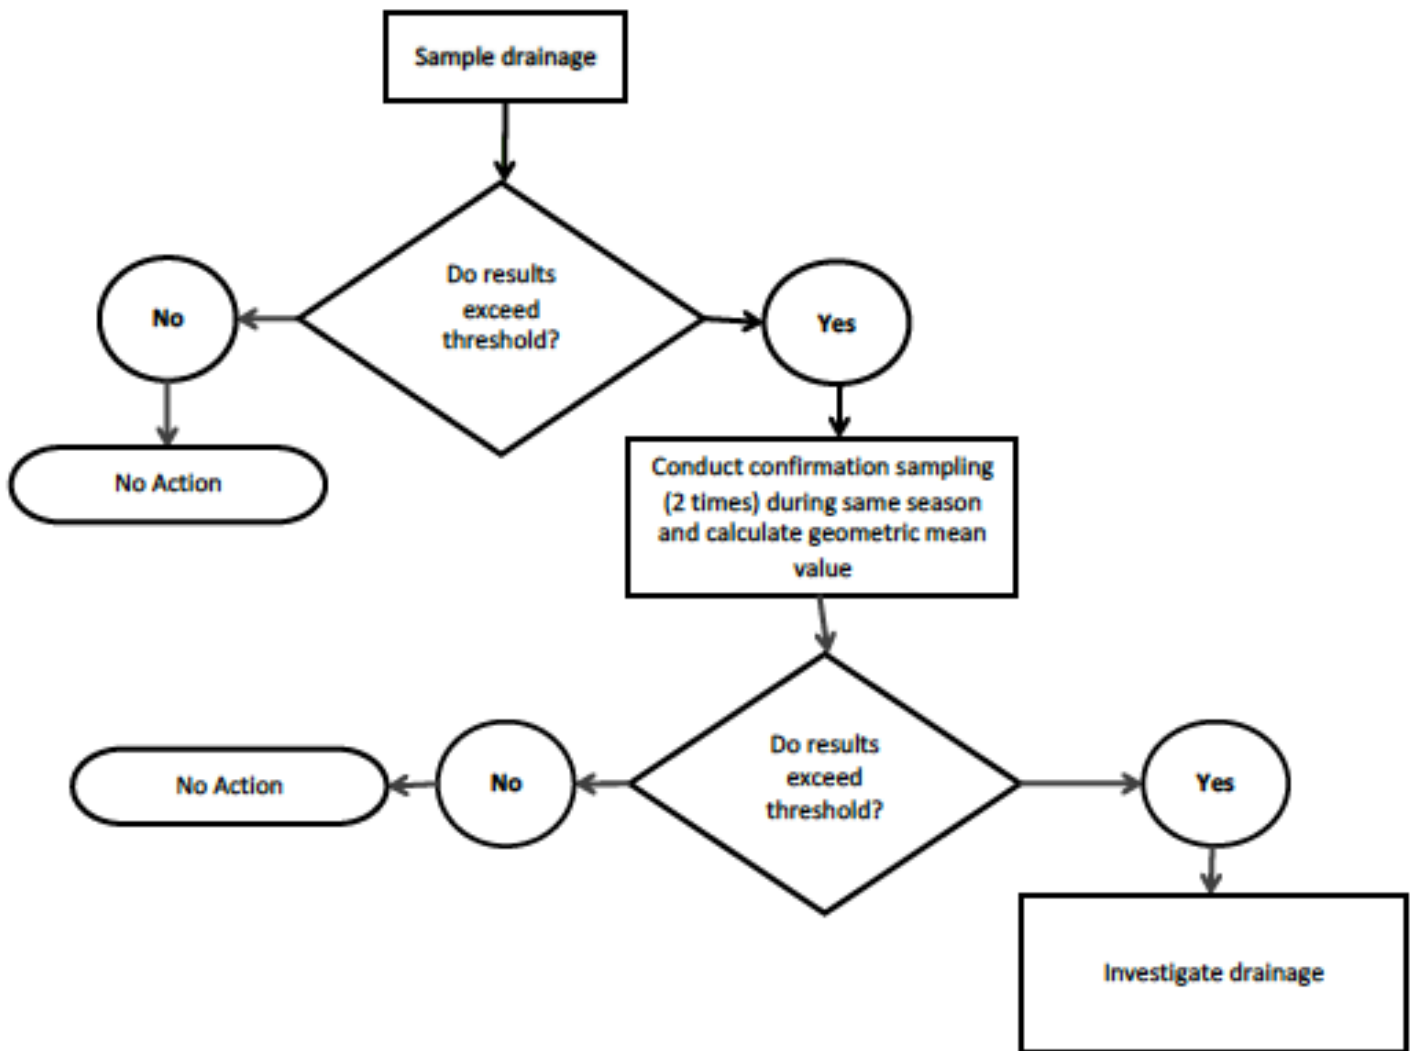 Sample drainage
Do results
exceed
threshold?
No
Yes
No Action
Conduct confirmation sampling
(2 times) during same season
and calculate geometric mean
value
Do results
exceed
threshold?
No
No Action
Yes
Investigate drainage